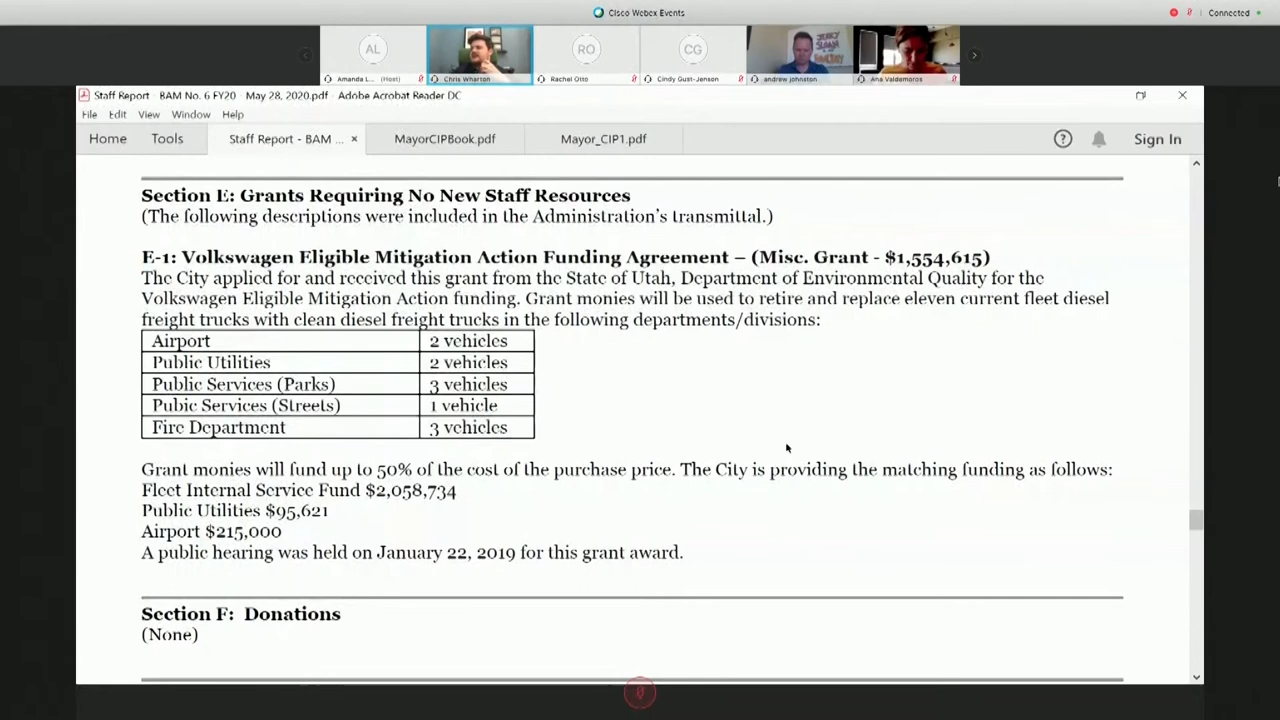 Cisco Webex Events
Connected
AL
RO
CG
JERRY SLOAN
Amanda L... (Host)
Chris Wharton
Rachel Otto
Cindy Gust-Jenson
andrew johnston
Ana Valdemoros
Staff Report BAM No. 6 FY20 - May 28, 2020.pdf - Adobe Acrobat Reader DC
File Edit View Window Help
Home Tools Staff Report - BAM ... × MayorCIPBook.pdf Mayor_CIP1.pdf ? Sign In
Section E: Grants Requiring No New Staff Resources
(The following descriptions were included in the Administration's transmittal.)
E-1: Volkswagen Eligible Mitigation Action Funding Agreement – (Misc. Grant - $1,554,615)
The City applied for and received this grant from the State of Utah, Department of Environmental Quality for the
Volkswagen Eligible Mitigation Action funding. Grant monies will be used to retire and replace eleven current fleet diesel
freight trucks with clean diesel freight trucks in the following departments/divisions:
Airport 2 vehicles
Public Utilities 2 vehicles
Public Services (Parks) 3 vehicles
Pubic Services (Streets) 1 vehicle
Fire Department 3 vehicles
Grant monies will fund up to 50% of the cost of the purchase price. The City is providing the matching funding as follows:
Fleet Internal Service Fund $2,058,734
Public Utilities $95,621
Airport $215,000
A public hearing was held on January 22, 2019 for this grant award.
Section F: Donations
(None)